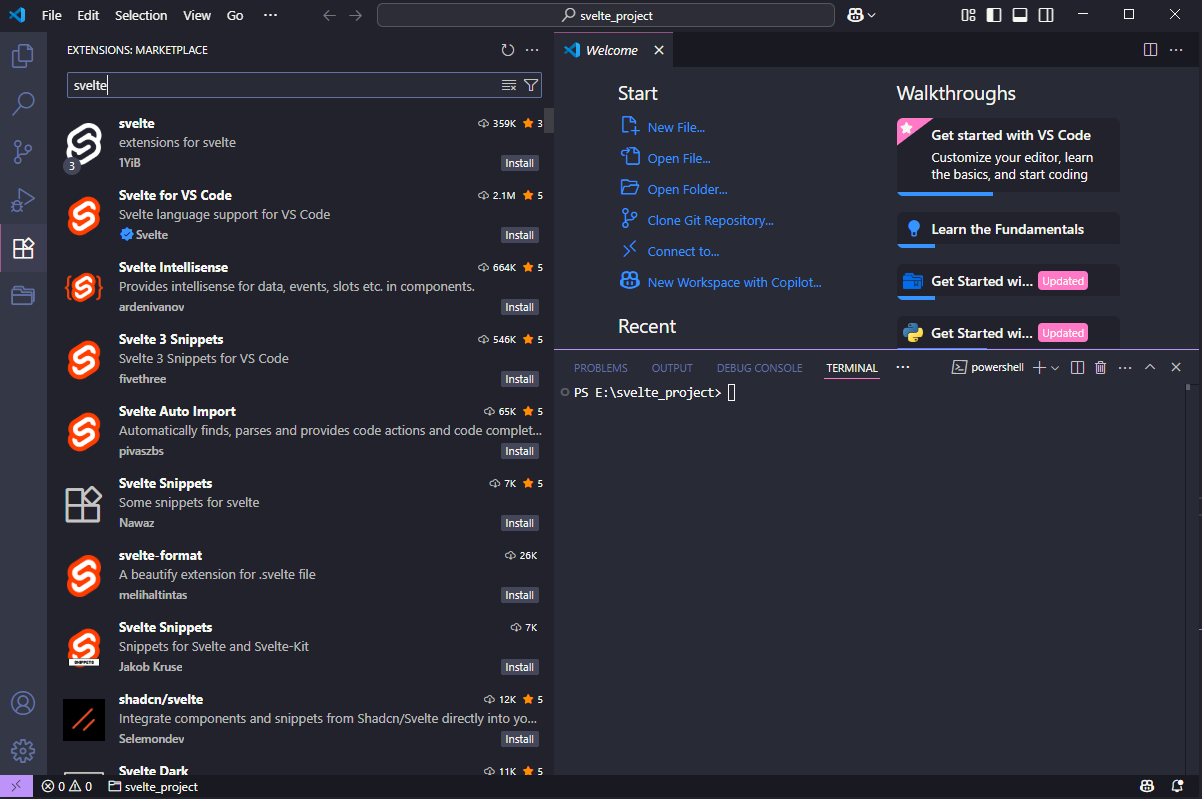 File Edit Selection View Go ··· svelte_project
EXTENSIONS: MARKETPLACE
svelte
svelte 359K 3
extensions for svelte
3
1YiB Install
Svelte for VS Code 2.1M 5
Svelte language support for VS Code
Svelte Install
Svelte Intellisense 664K 5
Provides intellisense for data, events, slots etc. in components.
ardenivanov Install
Svelte 3 Snippets 546K 5
Svelte 3 Snippets for VS Code
fivethree Install
Svelte Auto Import 65K 5
Automatically finds, parses and provides code actions and code complet...
pivaszbs Install
Svelte Snippets 7K 5
Some snippets for svelte
Nawaz Install
svelte-format 26K
A beautify extension for .svelte file
melihaltintas Install
Svelte Snippets 7K
Snippets for Svelte and Svelte-Kit
Jakob Kruse Install
shadcn/svelte 12K 5
Integrate components and snippets from Shadcn/Svelte directly into yo...
Selemondev Install
Svelte Dark 11K 5
Welcome
Start
New File...
Open File...
Open Folder...
Clone Git Repository...
Connect to...
New Workspace with Copilot...
Recent
Walkthroughs
Get started with VS Code
Customize your editor, learn
the basics, and start coding
Learn the Fundamentals
Get Started wi... Updated
Get Started wi... Updated
PROBLEMS OUTPUT DEBUG CONSOLE TERMINAL ··· powershell
PS E:\svelte_project>
0 0 svelte_project